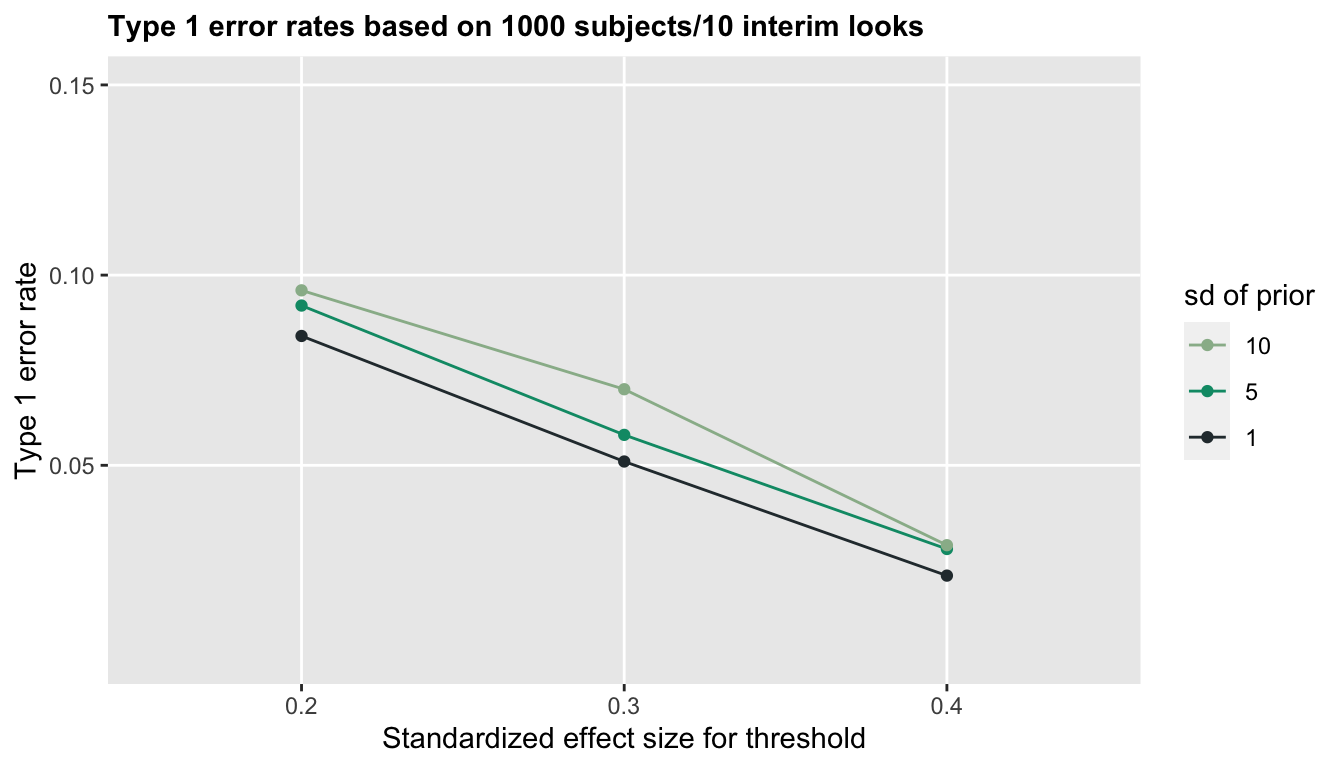 Type 1 error rates based on 1000 subjects/10 interim looks
0.15
0.10
0.05
Type 1 error rate
0.2
0.3
0.4
Standardized effect size for threshold
sd of prior
10
5
1